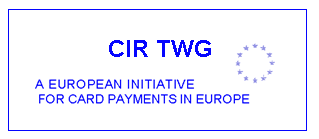 CIR TWG
A EUROPEAN INITIATIVE
FOR CARD PAYMENTS IN EUROPE